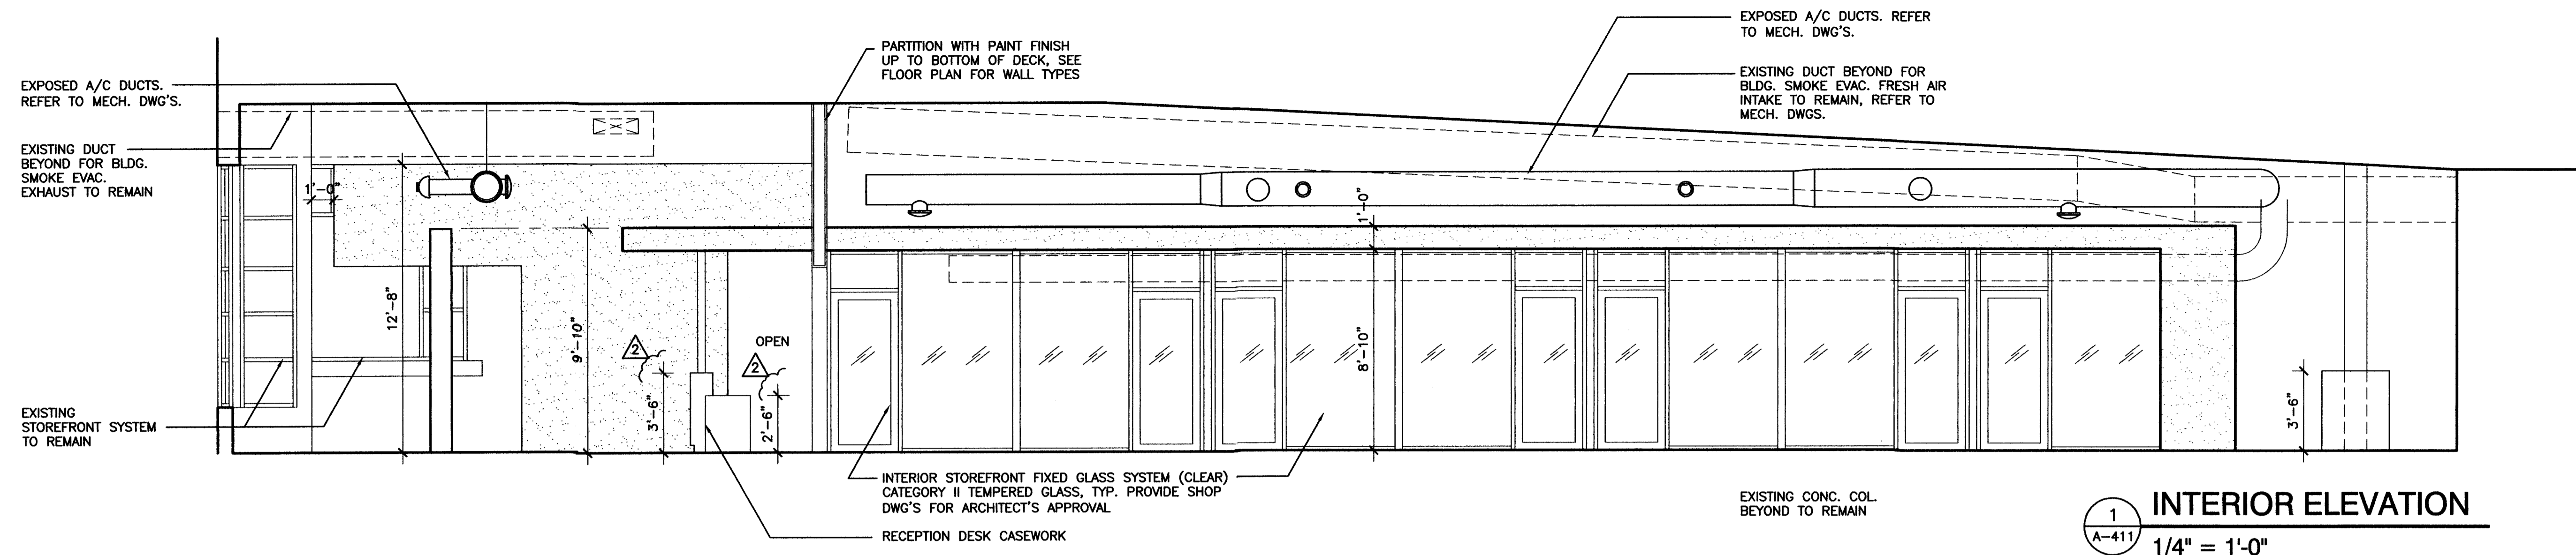 EXPOSED A/C DUCTS.
REFER TO MECH. DWG'S.
EXISTING DUCT
BEYOND FOR BLDG.
SMOKE EVAC.
EXHAUST TO REMAIN
EXISTING
STOREFRONT SYSTEM
TO REMAIN
PARTITION WITH PAINT FINISH
UP TO BOTTOM OF DECK, SEE
FLOOR PLAN FOR WALL TYPES
EXPOSED A/C DUCTS. REFER
TO MECH. DWG'S.
EXISTING DUCT BEYOND FOR
BLDG. SMOKE EVAC. FRESH AIR
INTAKE TO REMAIN, REFER TO
MECH. DWGS.
1'-0"
12'-8"
9'-10"
2
3'-6"
OPEN
2
2'-6"
1'-0"
8'-10"
3'-6"
INTERIOR STOREFRONT FIXED GLASS SYSTEM (CLEAR)
CATEGORY II TEMPERED GLASS, TYP. PROVIDE SHOP
DWG'S FOR ARCHITECT'S APPROVAL
RECEPTION DESK CASEWORK
EXISTING CONC. COL.
BEYOND TO REMAIN
1
A-411
INTERIOR ELEVATION
1/4" = 1'-0"